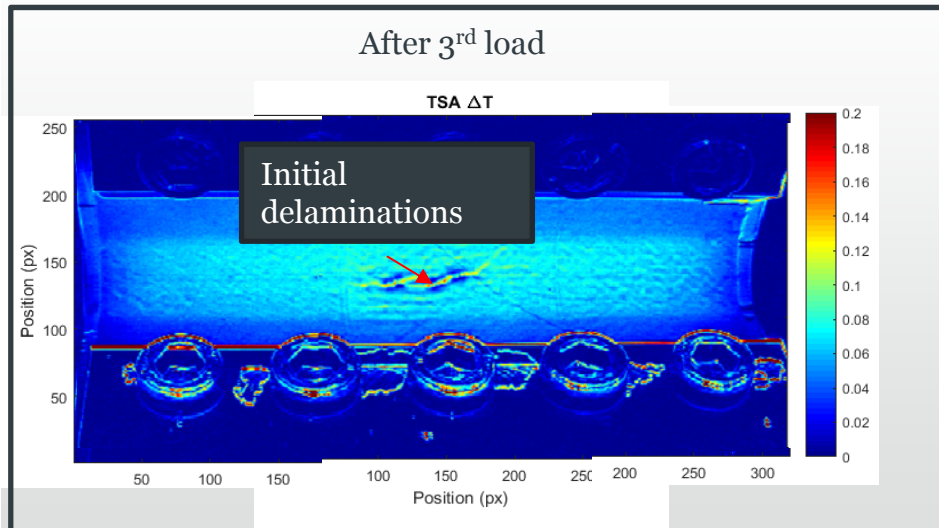 After 3rd load
TSA ΔT
Initial
delaminations
250
200
150
100
50
Position (px)
50 100 150 100 150 200 250 200 250 300
Position (px)
0.2
0.18
0.16
0.14
0.12
0.1
0.08
0.06
0.04
0.02
0